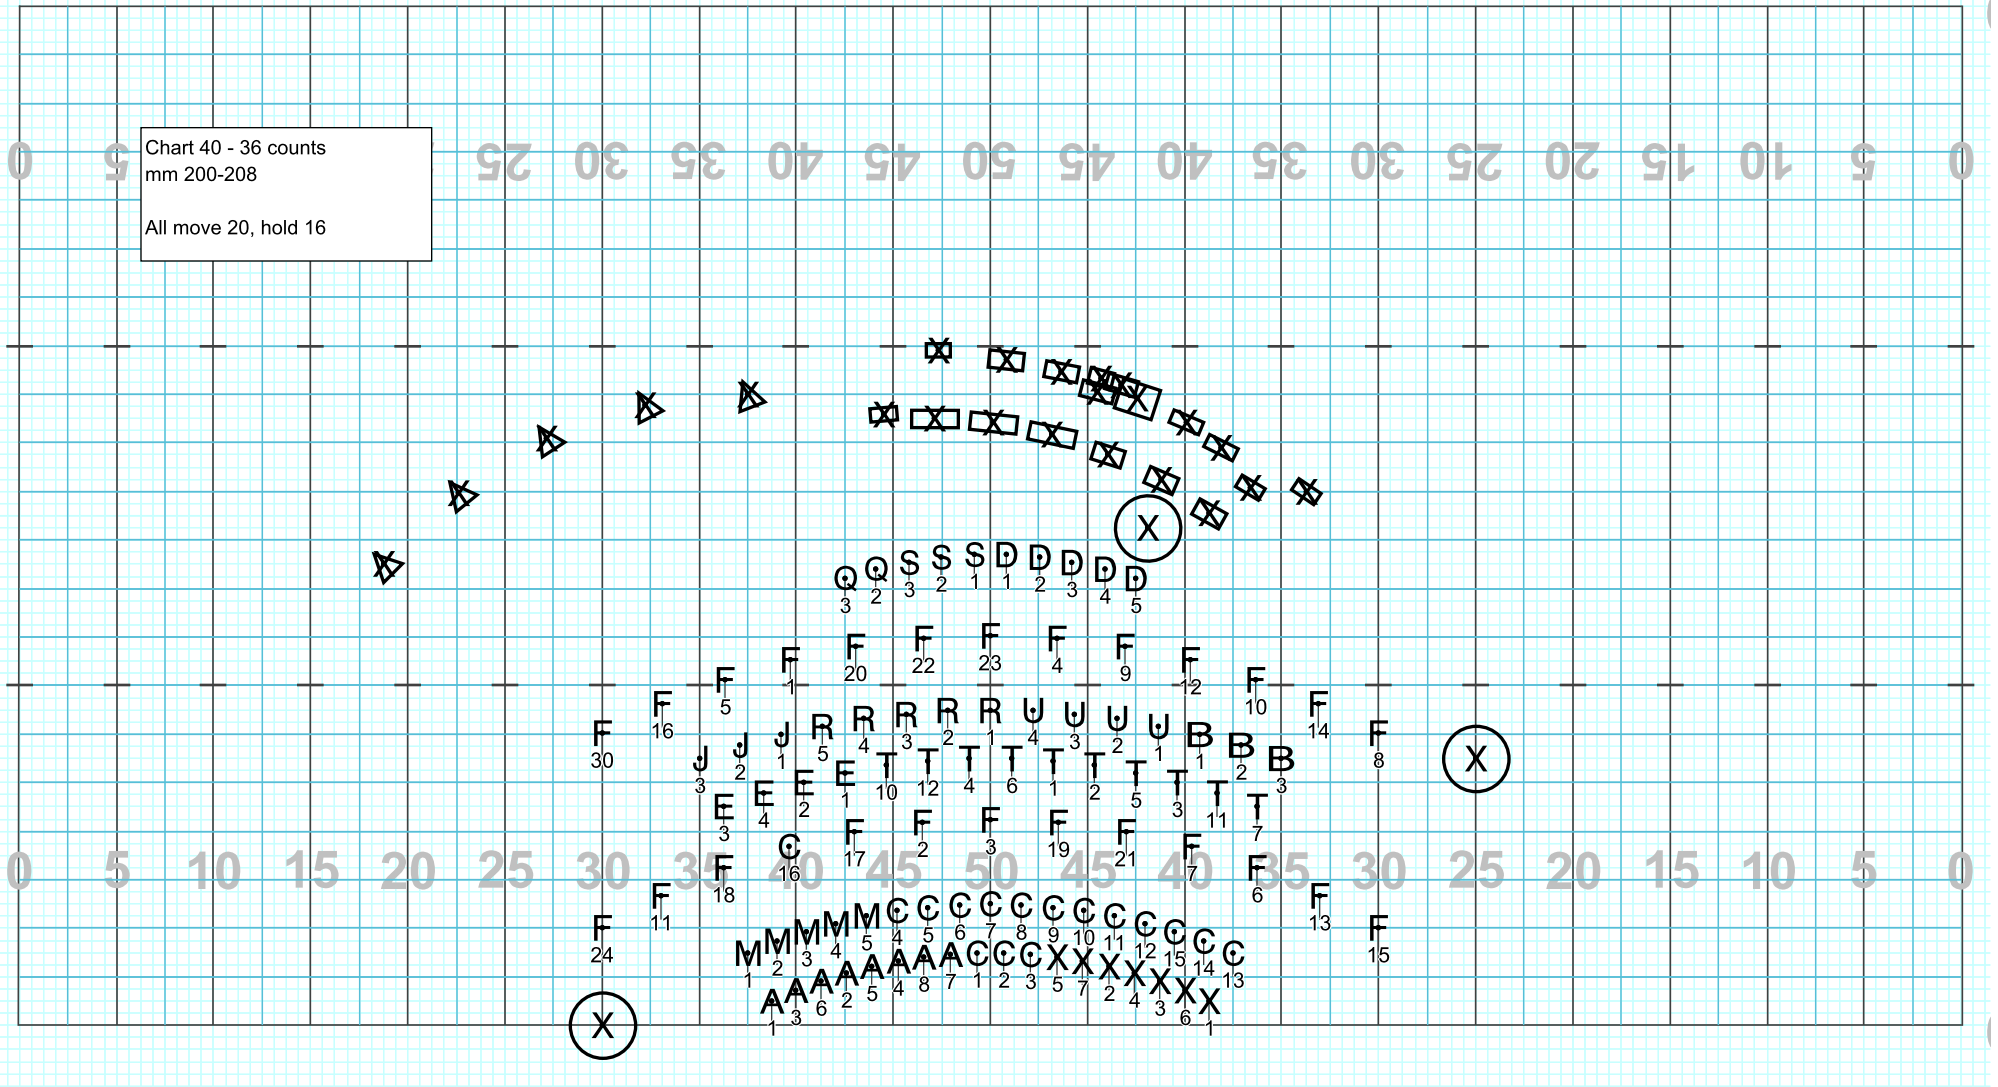 Chart 40 - 36 counts
mm 200-208
All move 20, hold 16
0 5 25 30 35 40 45 50 45 40 35 30 25 20 15 10 5 0
X X X X X X X X X
X X X X X X X X X X
X X X X X
X
Q Q S S S D D D D D
3 2 3 2 1 1 2 3 4 5
F F F F F F F F F F F F F
30 16 5 1 20 22 23 4 9 12 10 14 8
J J J R R R R R U U U U B B B
3 2 1 5 4 3 2 1 4 3 2 1 1 2 3
X
E E E E T T T T T T T T T T
3 4 2 1 10 12 4 6 1 2 5 3 11 7
C F F F F F F
16 17 2 3 19 21 7
0 5 10 15 20 25 30 35 40 45 50 45 40 35 30 25 20 15 10 5 0
F F F F F F
24 11 18 6 13 15
M M M M M C C C C C C C C C C C C
1 2 3 4 5 4 5 6 7 8 9 10 11 12 15 14 13
A A A A A A A A C C C X X X X X X X
1 3 6 2 5 4 8 7 1 2 3 5 7 2 4 3 6 1
X